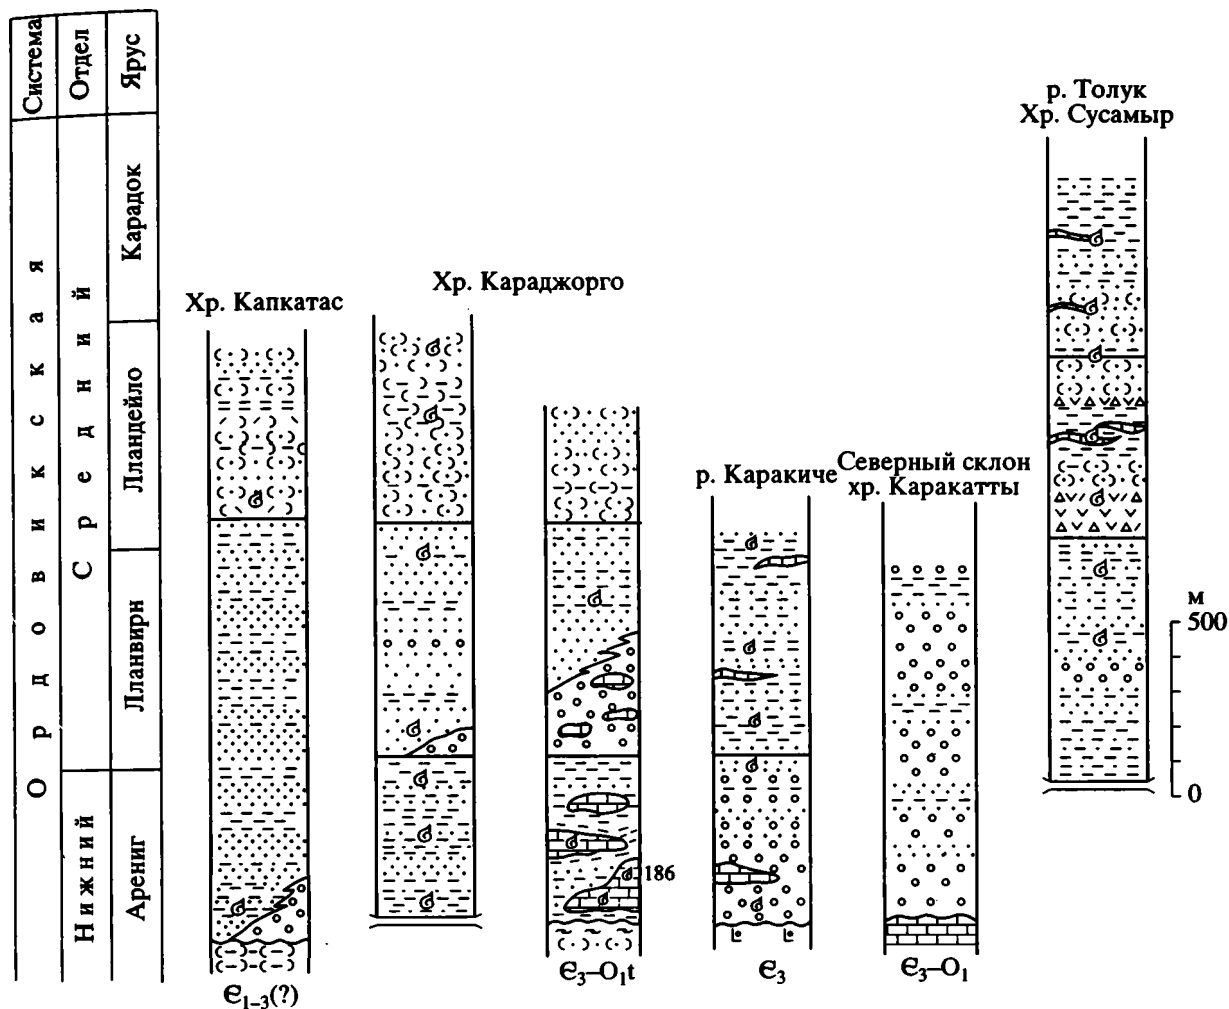 Система
Отдел
Ярус
Ордовикская
Средний
Нижний
Карадок
Лландейло
Лланвирн
Арениг
Хр. Капкатас
Хр. Караджорго
р. Каракиче
Северный склон
хр. Каракатты
р. Толук
Хр. Сусамыр
м
500
0
186
Є₁₋₃(?)
Є₃–O₁t
Є₃
Є₃–O₁